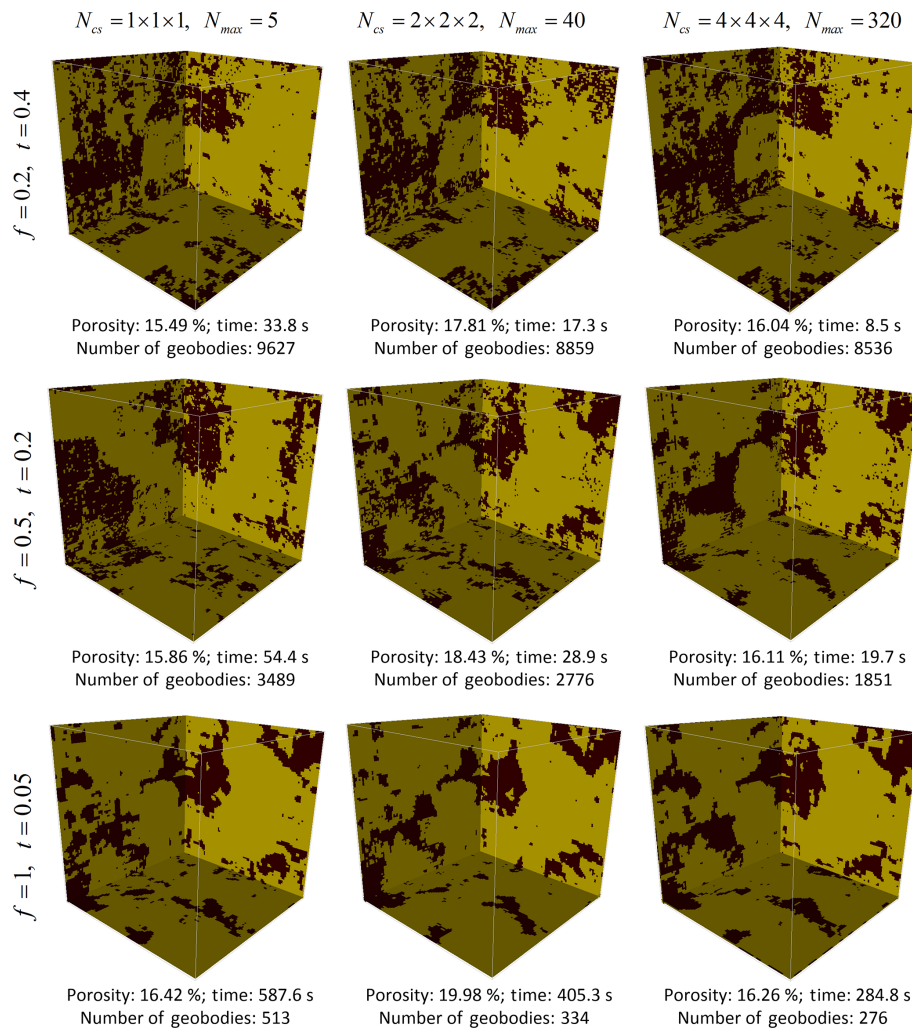 N_cs = 1×1×1, N_max = 5
N_cs = 2×2×2, N_max = 40
N_cs = 4×4×4, N_max = 320
f = 0.2, t = 0.4
Porosity: 15.49 %; time: 33.8 s
Number of geobodies: 9627
Porosity: 17.81 %; time: 17.3 s
Number of geobodies: 8859
Porosity: 16.04 %; time: 8.5 s
Number of geobodies: 8536
f = 0.5, t = 0.2
Porosity: 15.86 %; time: 54.4 s
Number of geobodies: 3489
Porosity: 18.43 %; time: 28.9 s
Number of geobodies: 2776
Porosity: 16.11 %; time: 19.7 s
Number of geobodies: 1851
f = 1, t = 0.05
Porosity: 16.42 %; time: 587.6 s
Number of geobodies: 513
Porosity: 19.98 %; time: 405.3 s
Number of geobodies: 334
Porosity: 16.26 %; time: 284.8 s
Number of geobodies: 276